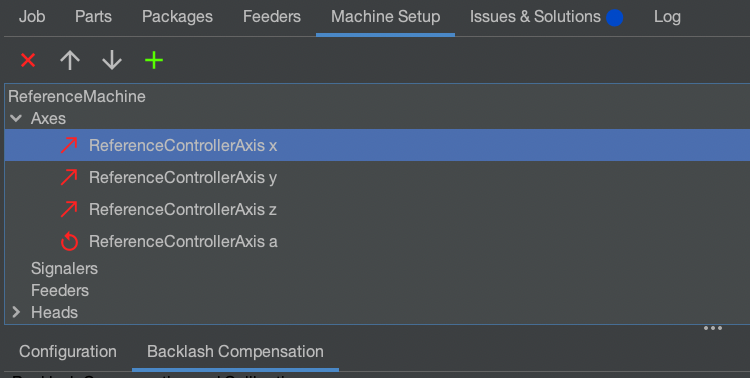 Job Parts Packages Feeders Machine Setup Issues & Solutions Log
ReferenceMachine
Axes
ReferenceControllerAxis x
ReferenceControllerAxis y
ReferenceControllerAxis z
ReferenceControllerAxis a
Signalers
Feeders
Heads
Configuration Backlash Compensation